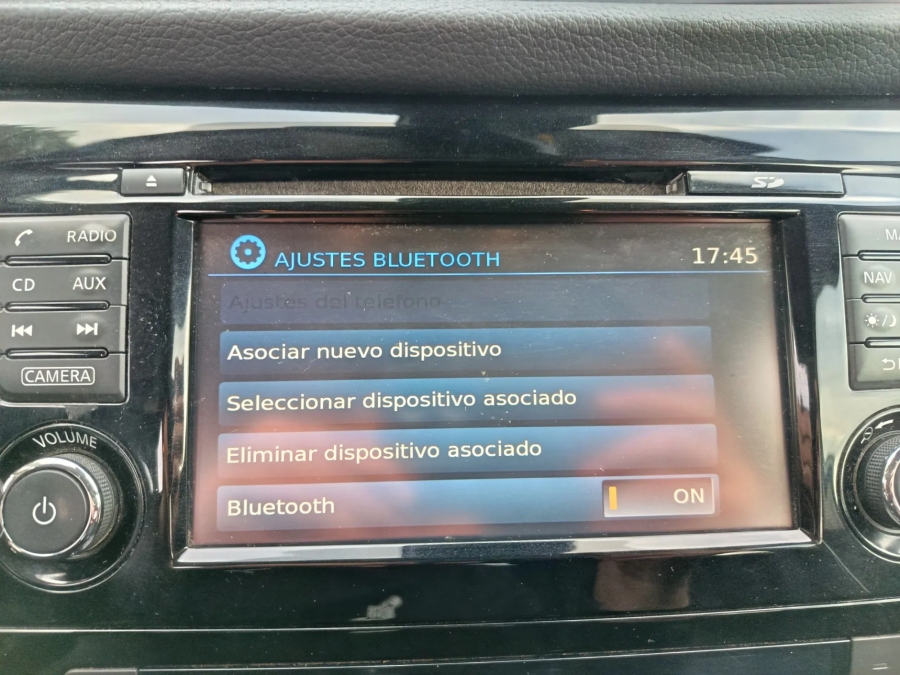 SD
RADIO
CD AUX
CAMERA
VOLUME
AJUSTES BLUETOOTH 17:45
Ajustes del teléfono
Asociar nuevo dispositivo
Seleccionar dispositivo asociado
Eliminar dispositivo asociado
Bluetooth ON
NAV